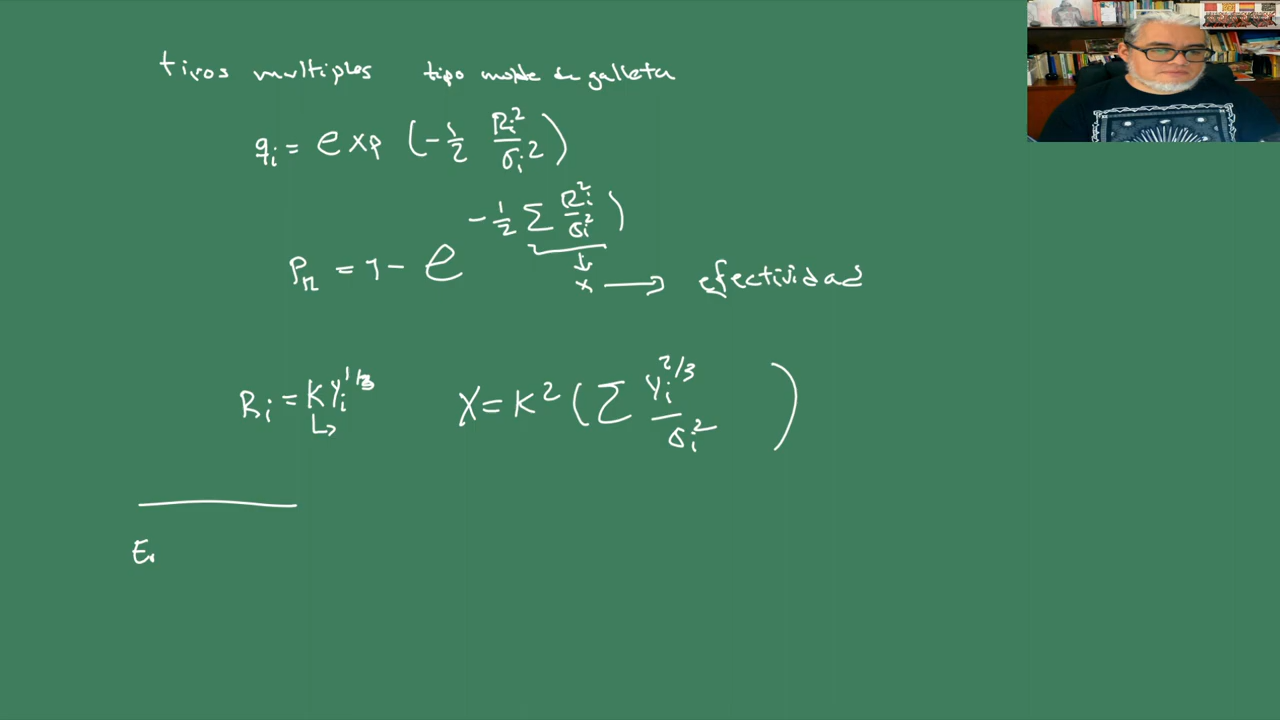 tiros multiples tipo molde de galleta
qi = exp (-1/2 Ri²/σi²)
Pn = 1 - e^(-1/2 Σ Ri²/σi²)
↓
x → efectividad
Ri = K Yi^1/3 X = K² (Σ Yi^2/3 / σi²)
↳